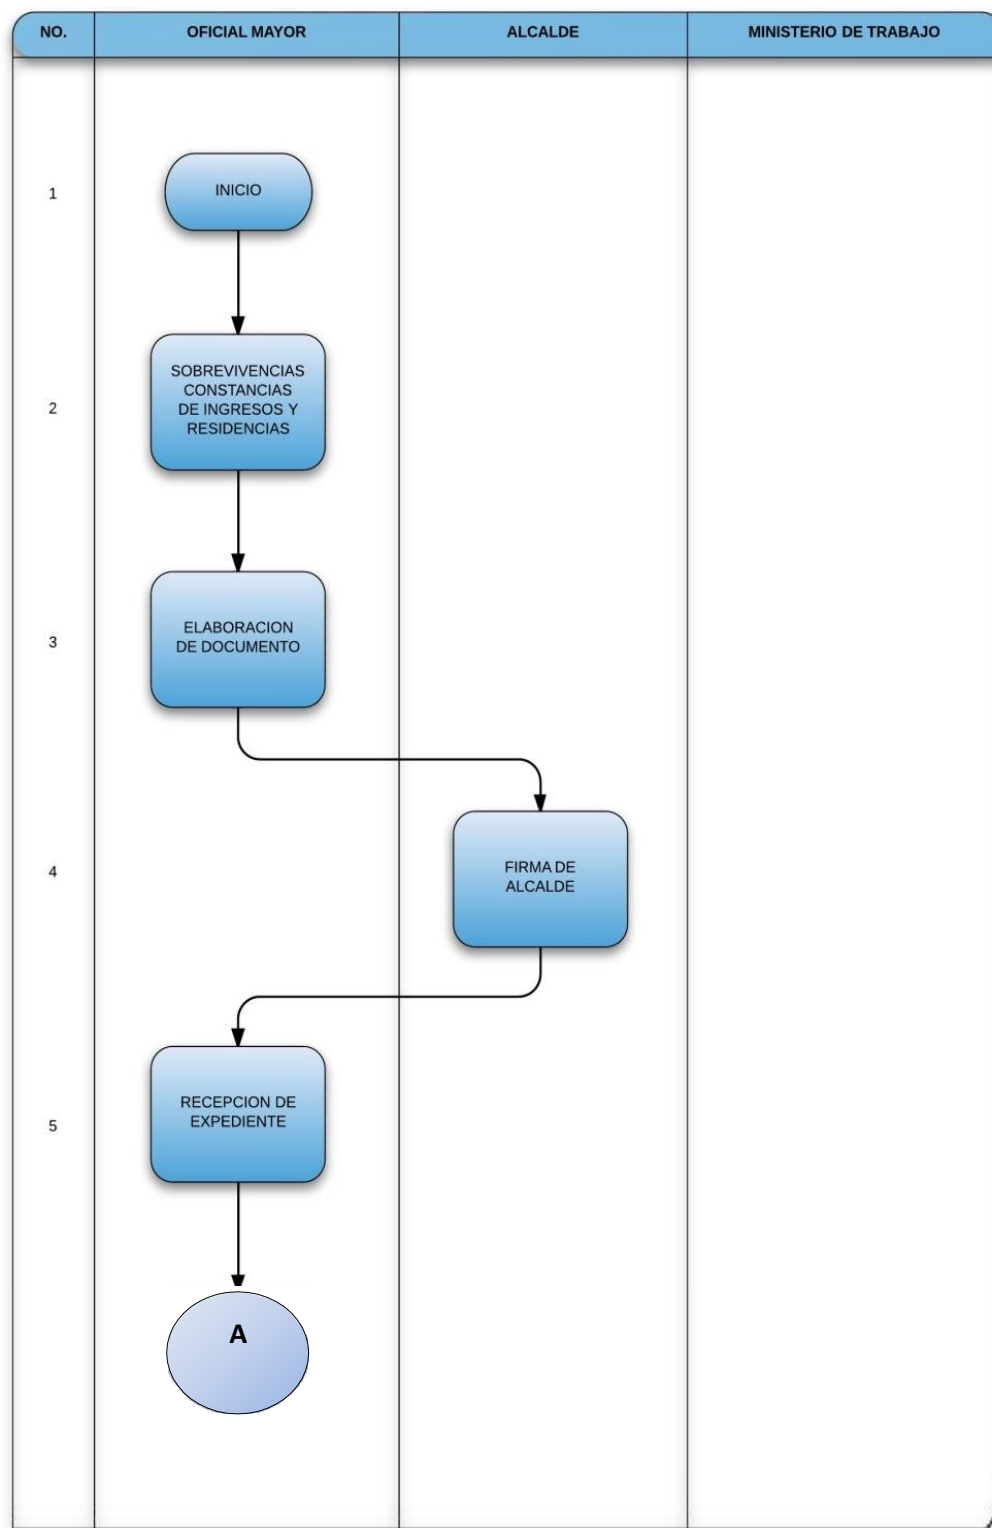 NO. OFICIAL MAYOR ALCALDE MINISTERIO DE TRABAJO
1 INICIO
SOBREVIVENCIAS
CONSTANCIAS
2 DE INGRESOS Y
RESIDENCIAS
3 ELABORACION
DE DOCUMENTO
4 FIRMA DE
ALCALDE
5 RECEPCION DE
EXPEDIENTE
A